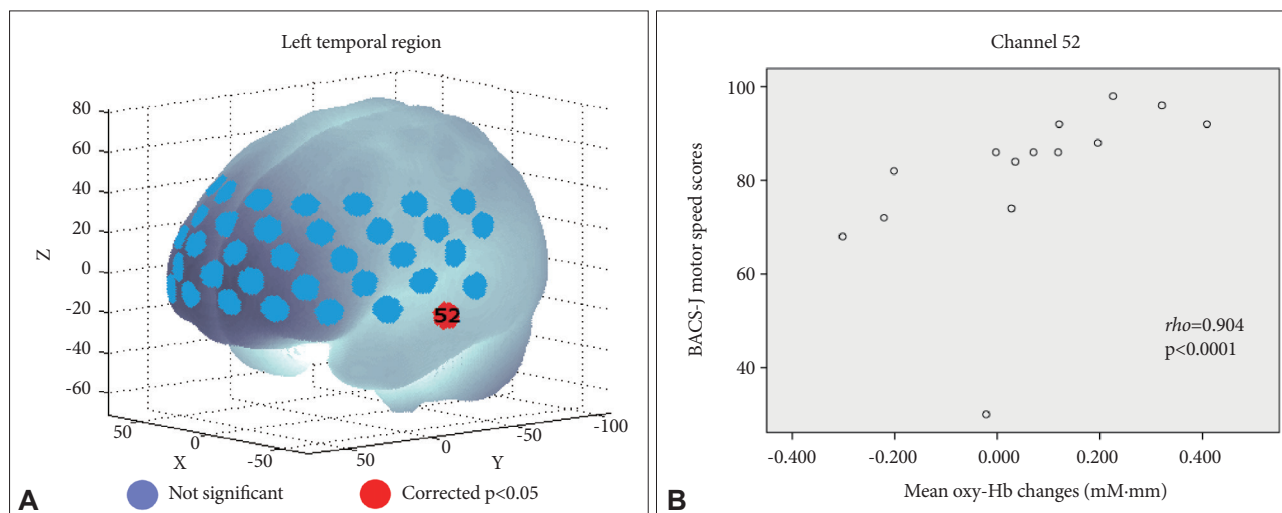 Left temporal region
80
60
40
20
0
-20
-40
-60
Z
50
0
-50
X
50
0
-50
-100
Y
52
Not significant
Corrected p<0.05
A
Channel 52
100
80
60
40
BACS-J motor speed scores
rho=0.904
p<0.0001
-0.400
-0.200
0.000
0.200
0.400
Mean oxy-Hb changes (mM·mm)
B